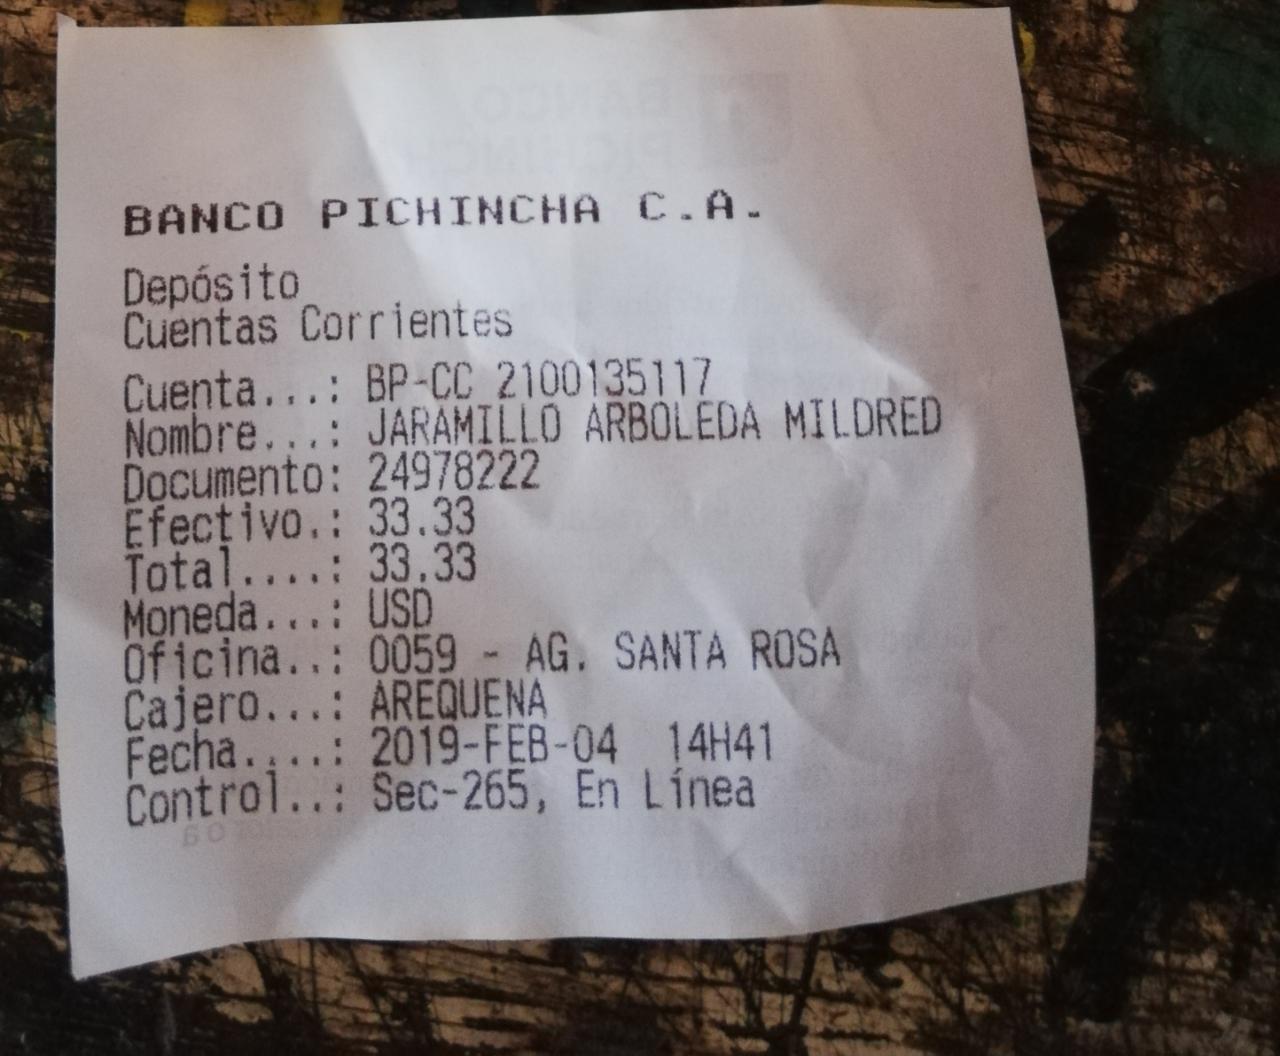 BANCO PICHINCHA C.A.
Depósito
Cuentas Corrientes
Cuenta...: BP-CC 2100135117
Nombre...: JARAMILLO ARBOLEDA MILDRED
Documento: 24978222
Efectivo.: 33.33
Total....: 33.33
Moneda...: USD
Oficina..: 0059 - AG. SANTA ROSA
Cajero...: AREQUENA
Fecha....: 2019-FEB-04 14H41
Control..: Sec-265, En Línea